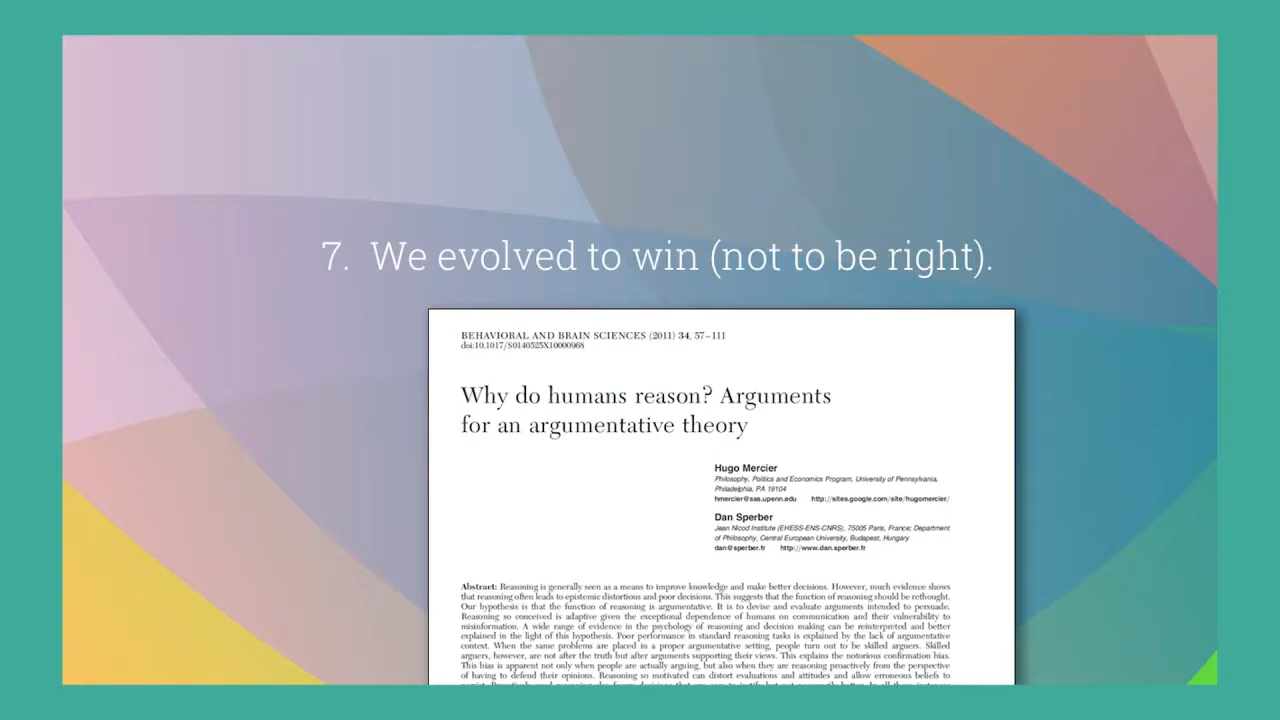 7. We evolved to win (not to be right).
BEHAVIORAL AND BRAIN SCIENCES (2011) 34, 57–111
doi:10.1017/S0140525X10000968
Why do humans reason? Arguments
for an argumentative theory
Hugo Mercier
Philosophy, Politics and Economics Program, University of Pennsylvania,
Philadelphia, PA 19104
hmercier@sas.upenn.edu http://sites.google.com/site/hugomercier/
Dan Sperber
Jean Nicod Institute (EHESS-ENS-CNRS), 75005 Paris, France; Department
of Philosophy, Central European University, Budapest, Hungary
dan@sperber.fr http://www.dan.sperber.fr
Abstract: Reasoning is generally seen as a means to improve knowledge and make better decisions. However, much evidence shows
that reasoning often leads to epistemic distortions and poor decisions. This suggests that the function of reasoning should be rethought.
Our hypothesis is that the function of reasoning is argumentative. It is to devise and evaluate arguments intended to persuade.
Reasoning so conceived is adaptive given the exceptional dependence of humans on communication and their vulnerability to
misinformation. A wide range of evidence in the psychology of reasoning and decision making can be reinterpreted and better
explained in the light of this hypothesis. Poor performance in standard reasoning tasks is explained by the lack of argumentative
context. When the same problems are placed in a proper argumentative setting, people turn out to be skilled arguers. Skilled
arguers, however, are not after the truth but after arguments supporting their views. This explains the notorious confirmation bias.
This bias is apparent not only when people are actually arguing, but also when they are reasoning proactively from the perspective
of having to defend their opinions. Reasoning so motivated can distort evaluations and attitudes and allow erroneous beliefs to